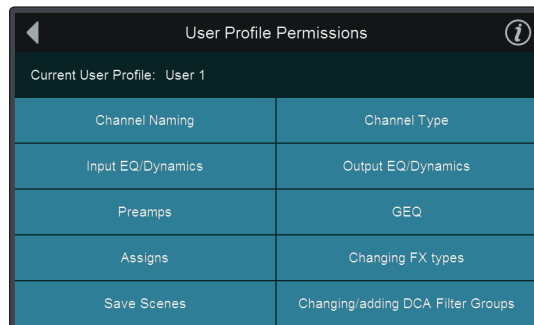 User Profile Permissions
Current User Profile: User 1
Channel Naming
Channel Type
Input EQ/Dynamics
Output EQ/Dynamics
Preamps
GEQ
Assigns
Changing FX types
Save Scenes
Changing/adding DCA Filter Groups